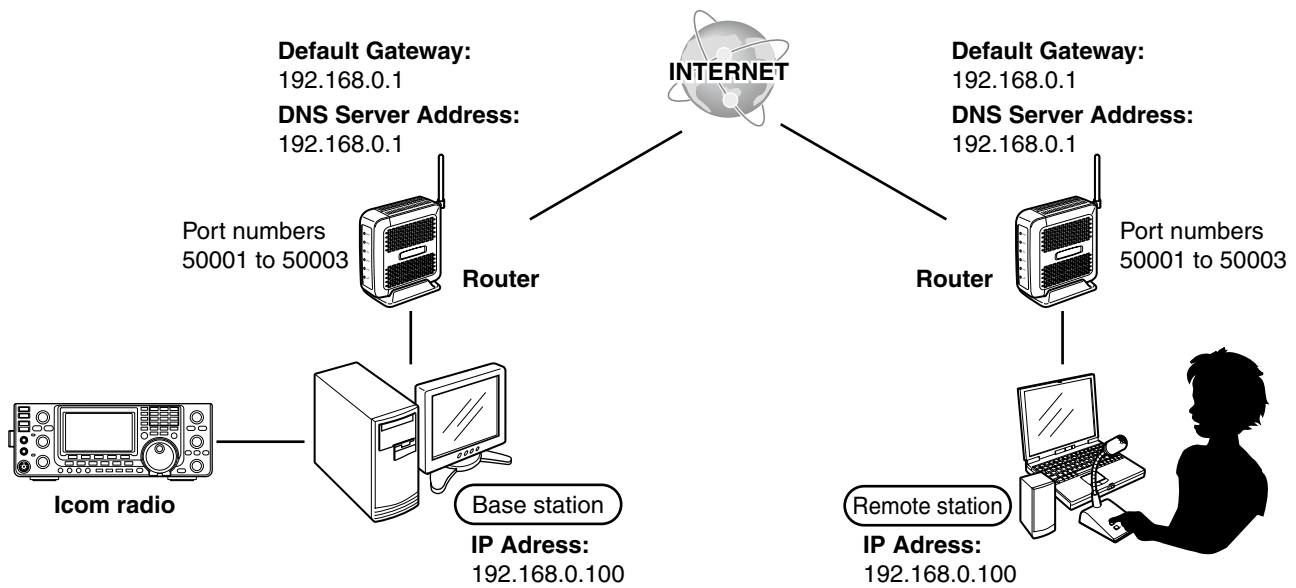 Default Gateway:
192.168.0.1
DNS Server Address:
192.168.0.1
INTERNET
Default Gateway:
192.168.0.1
DNS Server Address:
192.168.0.1
Port numbers
50001 to 50003
Router
Router
Port numbers
50001 to 50003
Icom radio
Base station
IP Adress:
192.168.0.100
Remote station
IP Adress:
192.168.0.100